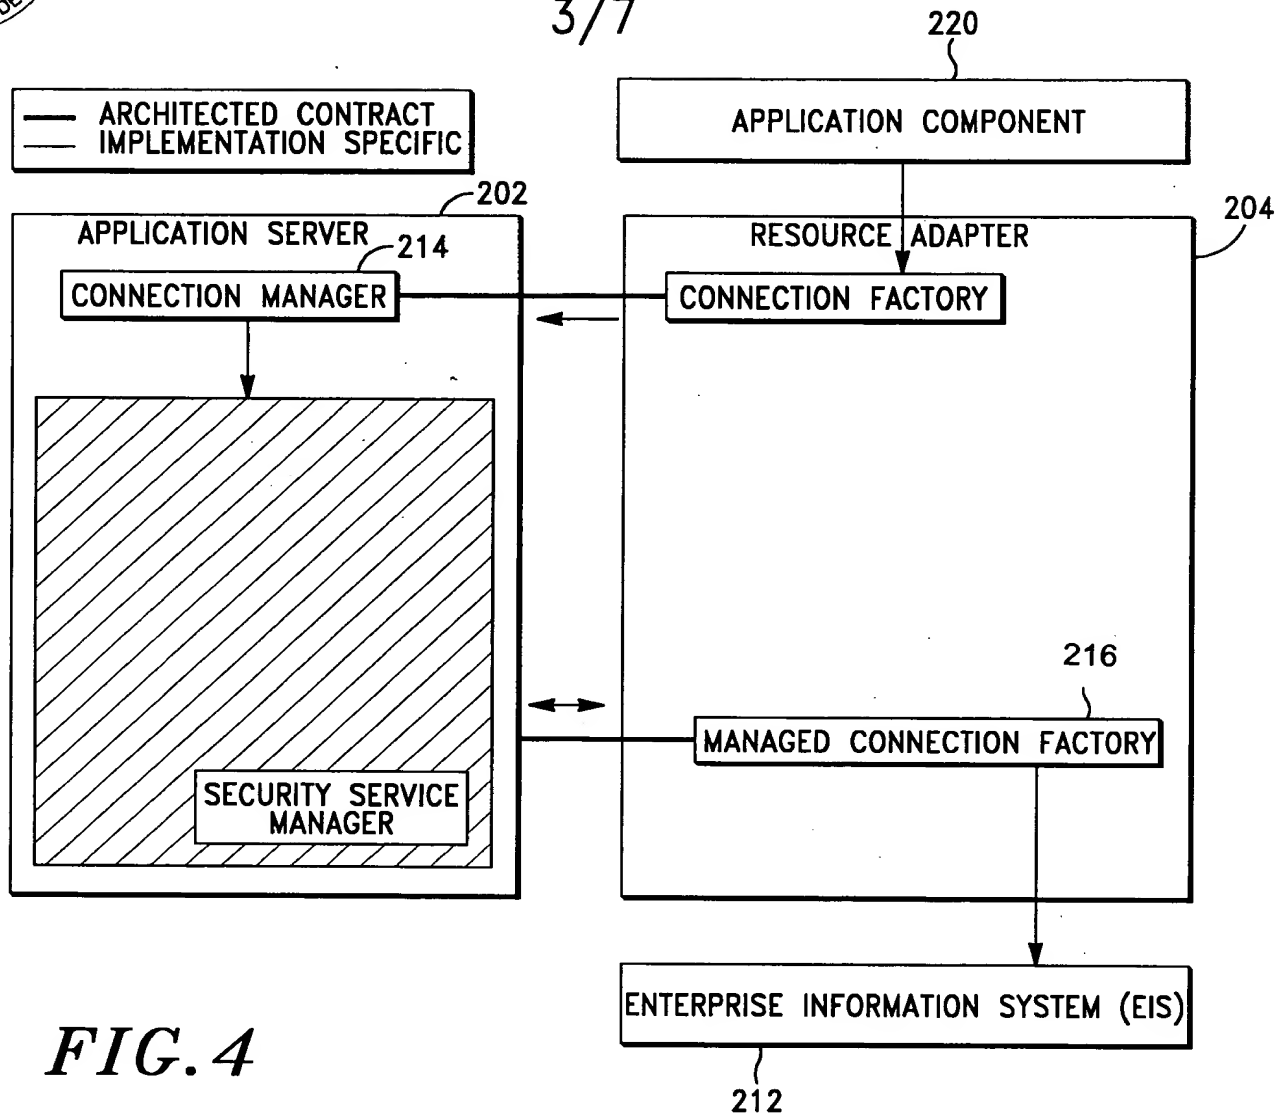 3/7
220
ARCHITECTED CONTRACT
IMPLEMENTATION SPECIFIC
APPLICATION COMPONENT
202
204
APPLICATION SERVER
214
RESOURCE ADAPTER
CONNECTION MANAGER
CONNECTION FACTORY
216
MANAGED CONNECTION FACTORY
SECURITY SERVICE
MANAGER
ENTERPRISE INFORMATION SYSTEM (EIS)
FIG. 4
212